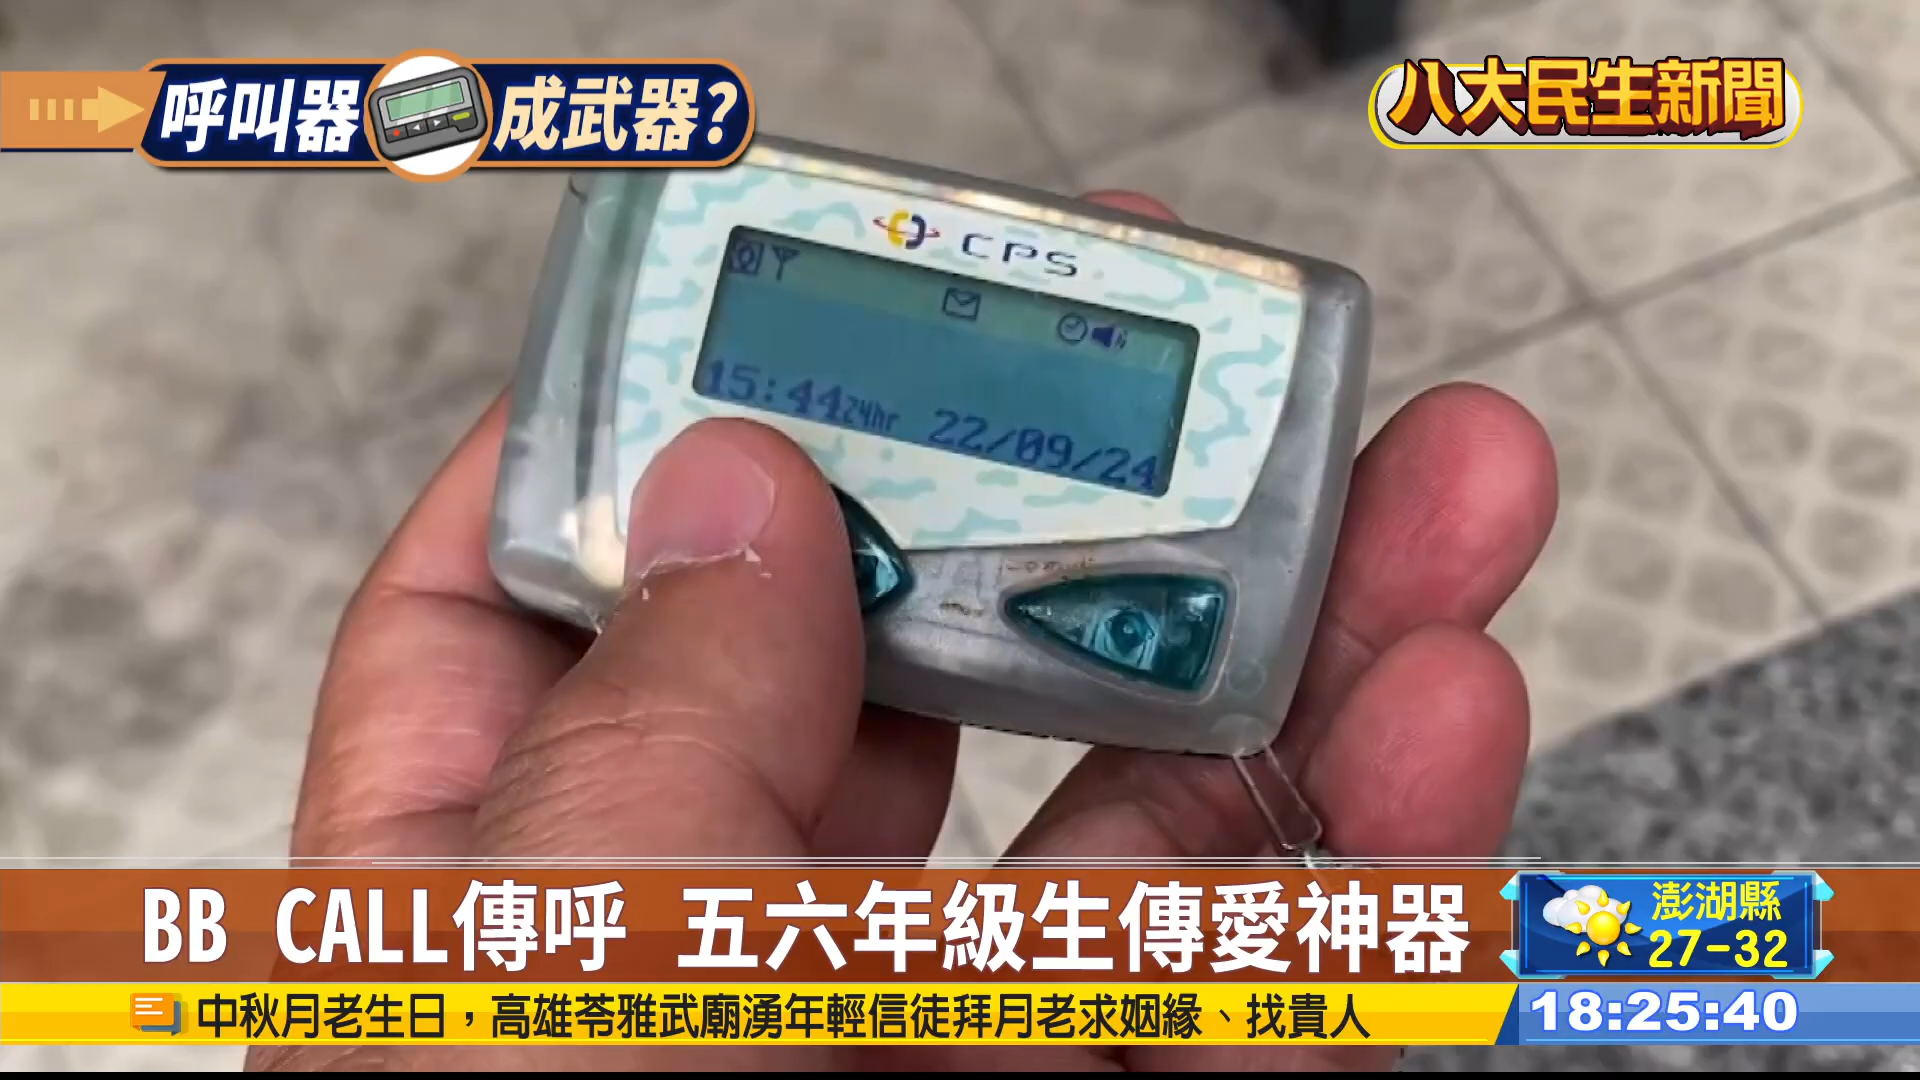 呼叫器 成武器?
八大民生新聞
CPS
15:44 24hr 22/09/24
BB CALL傳呼 五六年級生傳愛神器
澎湖縣
27-32
中秋月老生日，高雄苓雅武廟湧年輕信徒拜月老求姻緣、找貴人
18:25:40